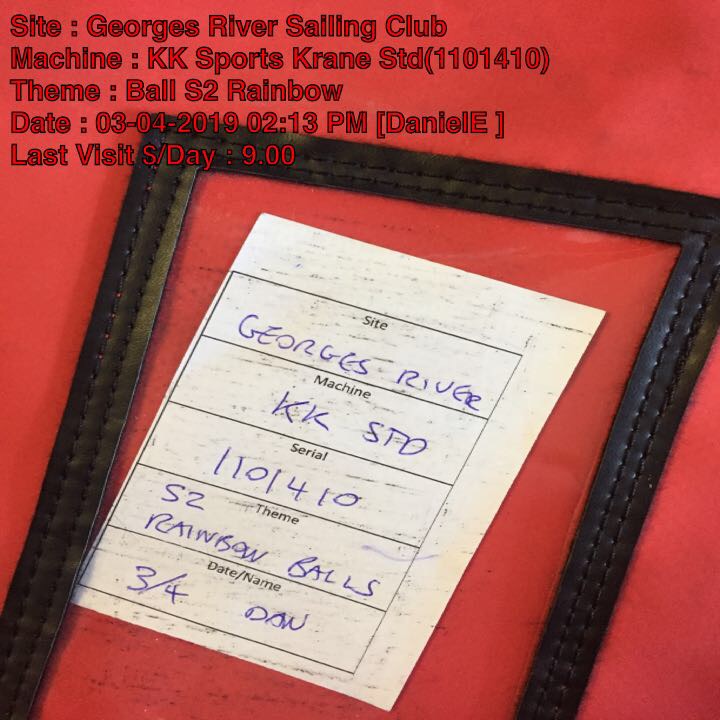 Site : Georges River Sailing Club
Machine : KK Sports Krane Std(1101410)
Theme : Ball S2 Rainbow
Date : 03-04-2019 02:13 PM [DanielE ]
Last Visit $/Day : 9.00
Site
GEORGES RIVER
Machine
KK STD
Serial
1101410
Theme
S2
RAINBOW BALLS
Date/Name
3/4 DAN